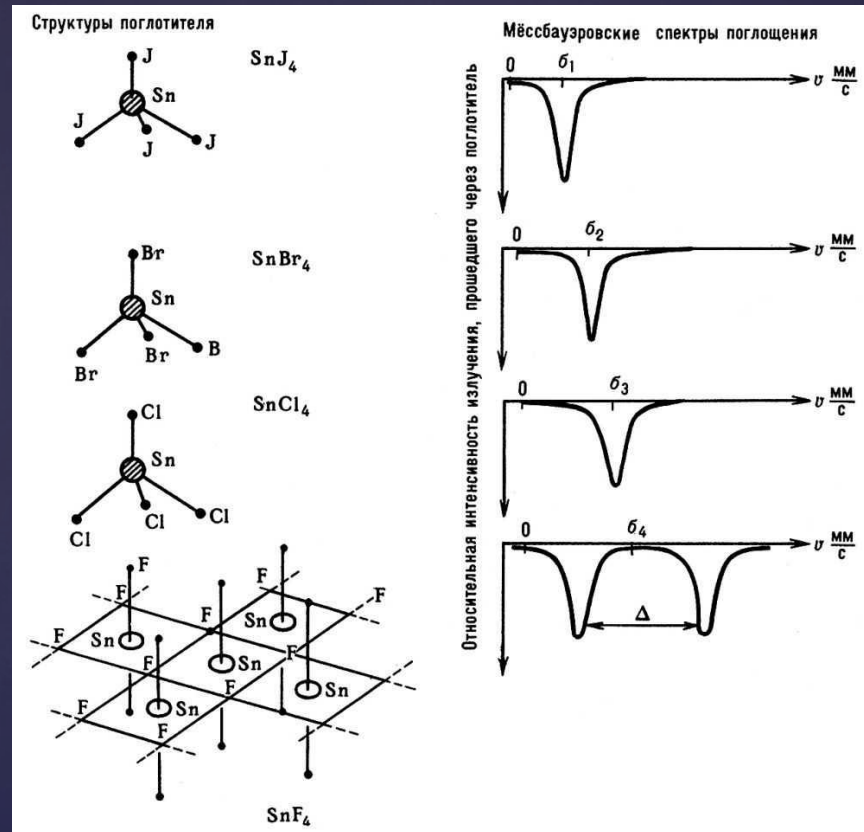 Структуры поглотителя
J
SnJ₄
Sn
J
J
J
Br
SnBr₄
Sn
Br
Br
B
Cl
SnCl₄
Sn
Cl
Cl
Cl
F
F
F
F
F
Sn
Sn
Sn
F
F
Sn
F
Sn
F
F
F
SnF₄
Мёссбауэровские спектры поглощения
Относительная интенсивность излучения, прошедшего через поглотитель
0 б₁ υ мм/с
0 б₂ υ мм/с
0 б₃ υ мм/с
0 б₄ υ мм/с
Δ